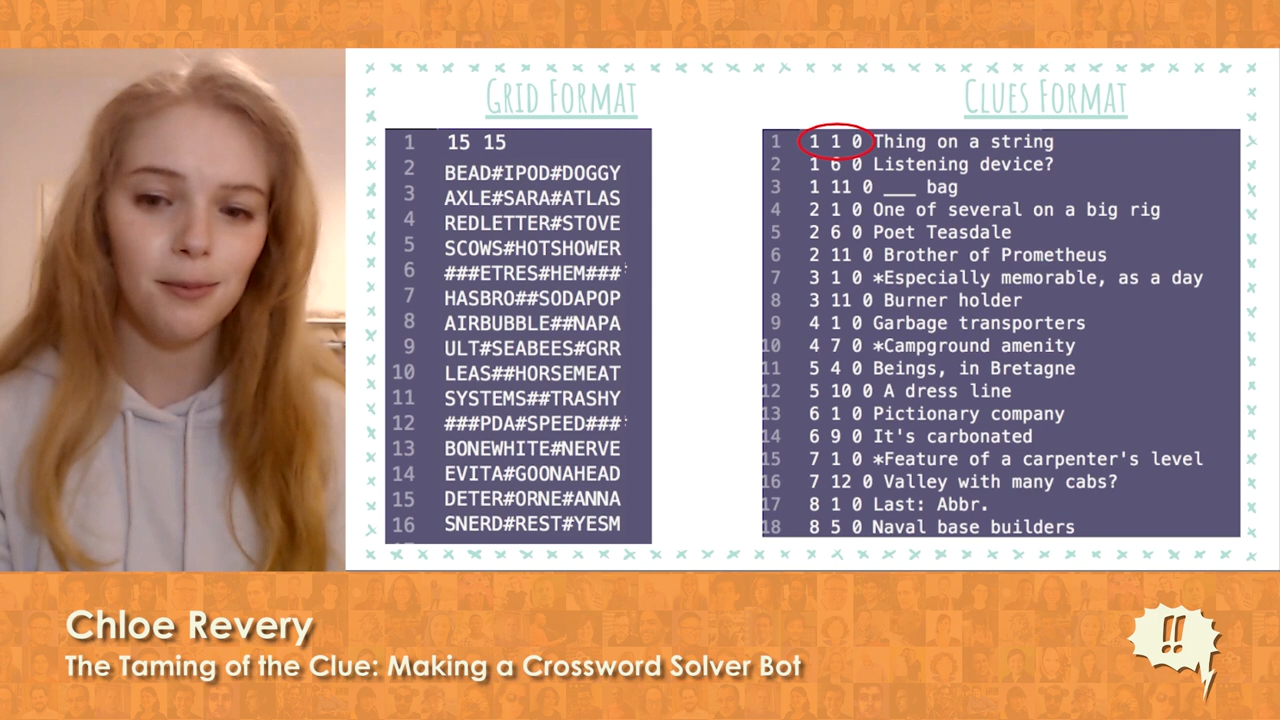 GRID FORMAT
1 15 15
2 BEAD#IPOD#DOGGY
3 AXLE#SARA#ATLAS
4 REDLETTER#STOVE
5 SCOWS#HOTSHOWER
6 ###ETRES#HEM###
7 HASBRO##SODAPOP
8 AIRBUBBLE##NAPA
9 ULT#SEABEES#GRR
10 LEAS##HORSEMEAT
11 SYSTEMS##TRASHY
12 ###PDA#SPEED###
13 BONEWHITE#NERVE
14 EVITA#GOONAHEAD
15 DETER#ORNE#ANNA
16 SNERD#REST#YESM
CLUES FORMAT
1 1 1 0 Thing on a string
2 1 6 0 Listening device?
3 1 11 0 ___ bag
4 2 1 0 One of several on a big rig
5 2 6 0 Poet Teasdale
6 2 11 0 Brother of Prometheus
7 3 1 0 *Especially memorable, as a day
8 3 11 0 Burner holder
9 4 1 0 Garbage transporters
10 4 7 0 *Campground amenity
11 5 4 0 Beings, in Bretagne
12 5 10 0 A dress line
13 6 1 0 Pictionary company
14 6 9 0 It's carbonated
15 7 1 0 *Feature of a carpenter's level
16 7 12 0 Valley with many cabs?
17 8 1 0 Last: Abbr.
18 8 5 0 Naval base builders
Chloe Revery
The Taming of the Clue: Making a Crossword Solver Bot
!!